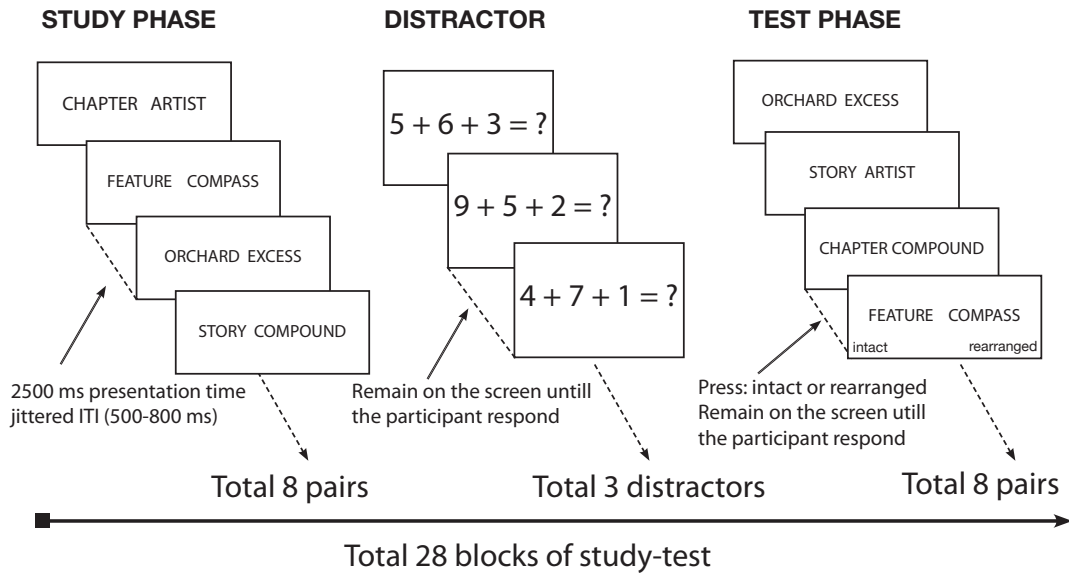 STUDY PHASE
CHAPTER ARTIST
FEATURE COMPASS
ORCHARD EXCESS
STORY COMPOUND
2500 ms presentation time
jittered ITI (500-800 ms)
Total 8 pairs
DISTRACTOR
5 + 6 + 3 = ?
9 + 5 + 2 = ?
4 + 7 + 1 = ?
Remain on the screen untill
the participant respond
Total 3 distractors
TEST PHASE
ORCHARD EXCESS
STORY ARTIST
CHAPTER COMPOUND
FEATURE COMPASS
intact rearranged
Press: intact or rearranged
Remain on the screen utill
the participant respond
Total 8 pairs
Total 28 blocks of study-test